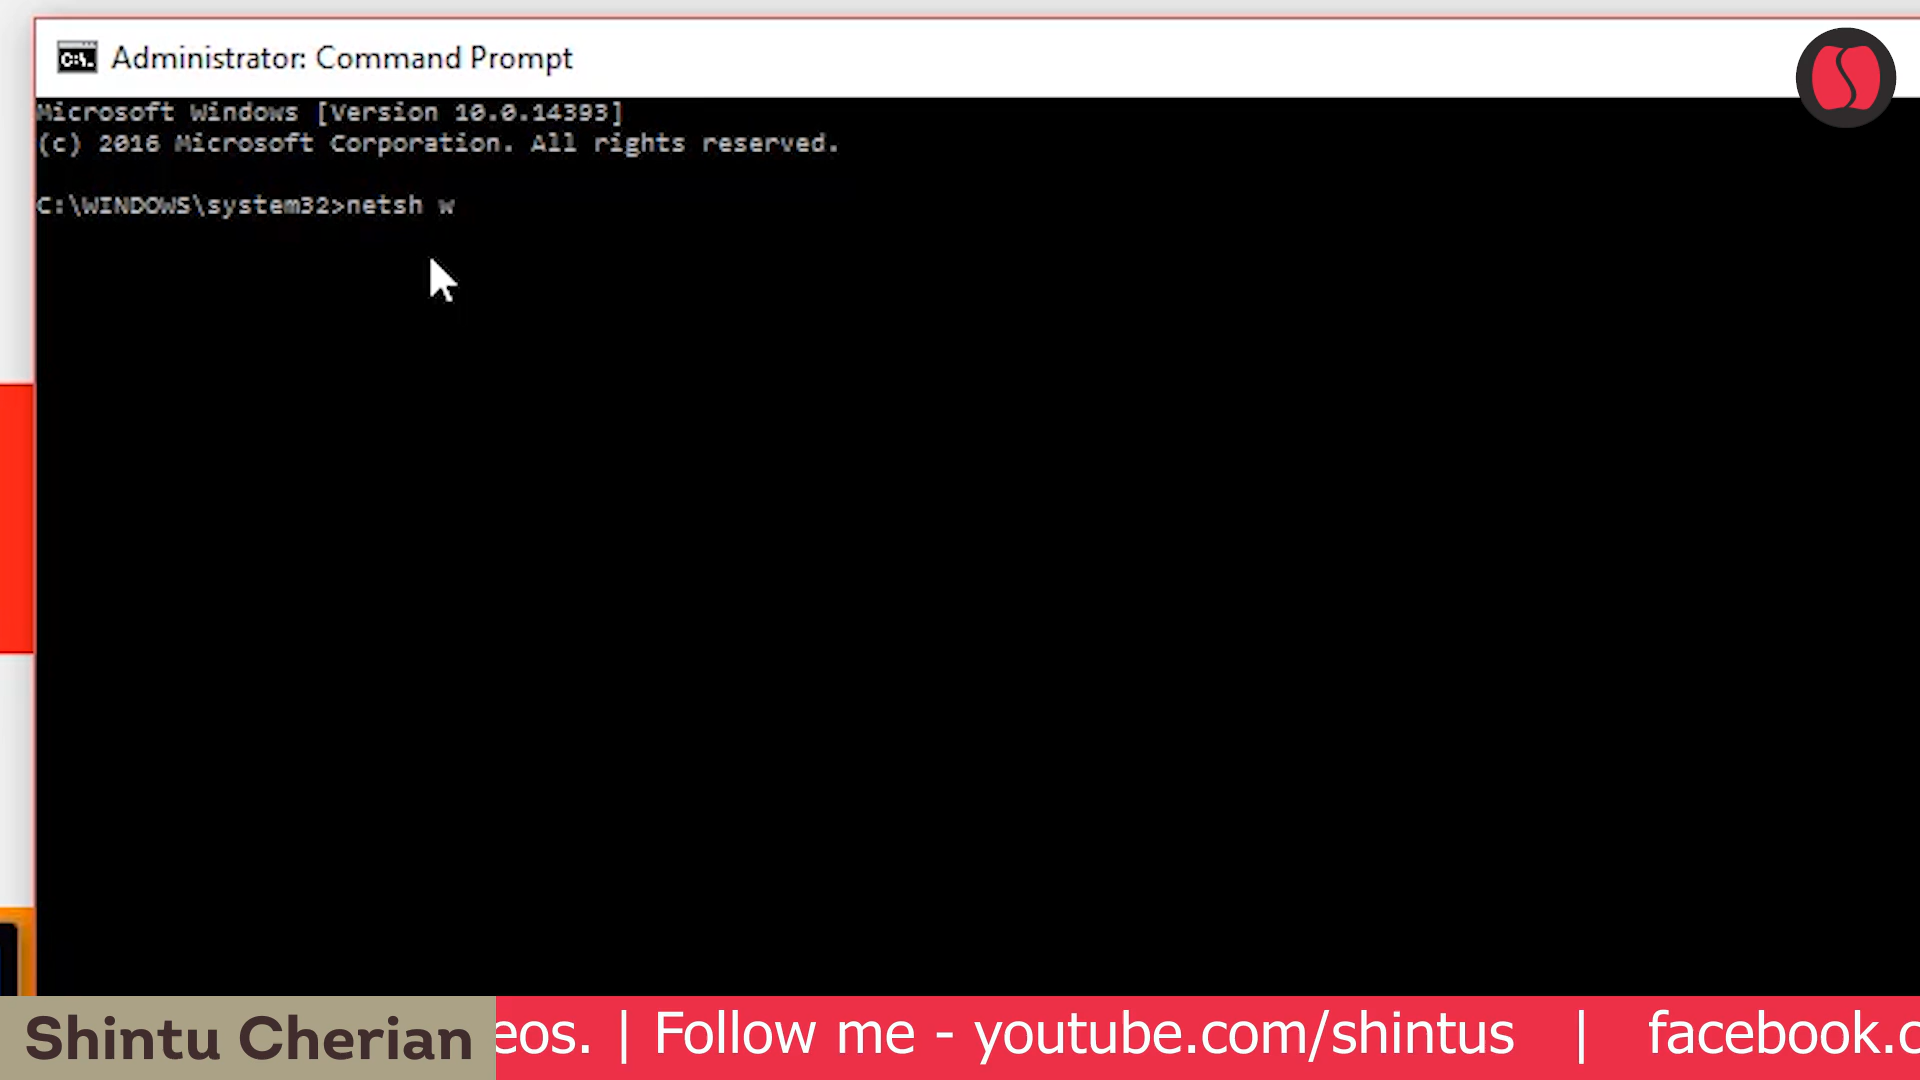 Administrator: Command Prompt
Microsoft Windows [Version 10.0.14393]
(c) 2016 Microsoft Corporation. All rights reserved.
C:\WINDOWS\system32>netsh w
Shintu Cherian
eos. | Follow me - youtube.com/shintus | facebook.c